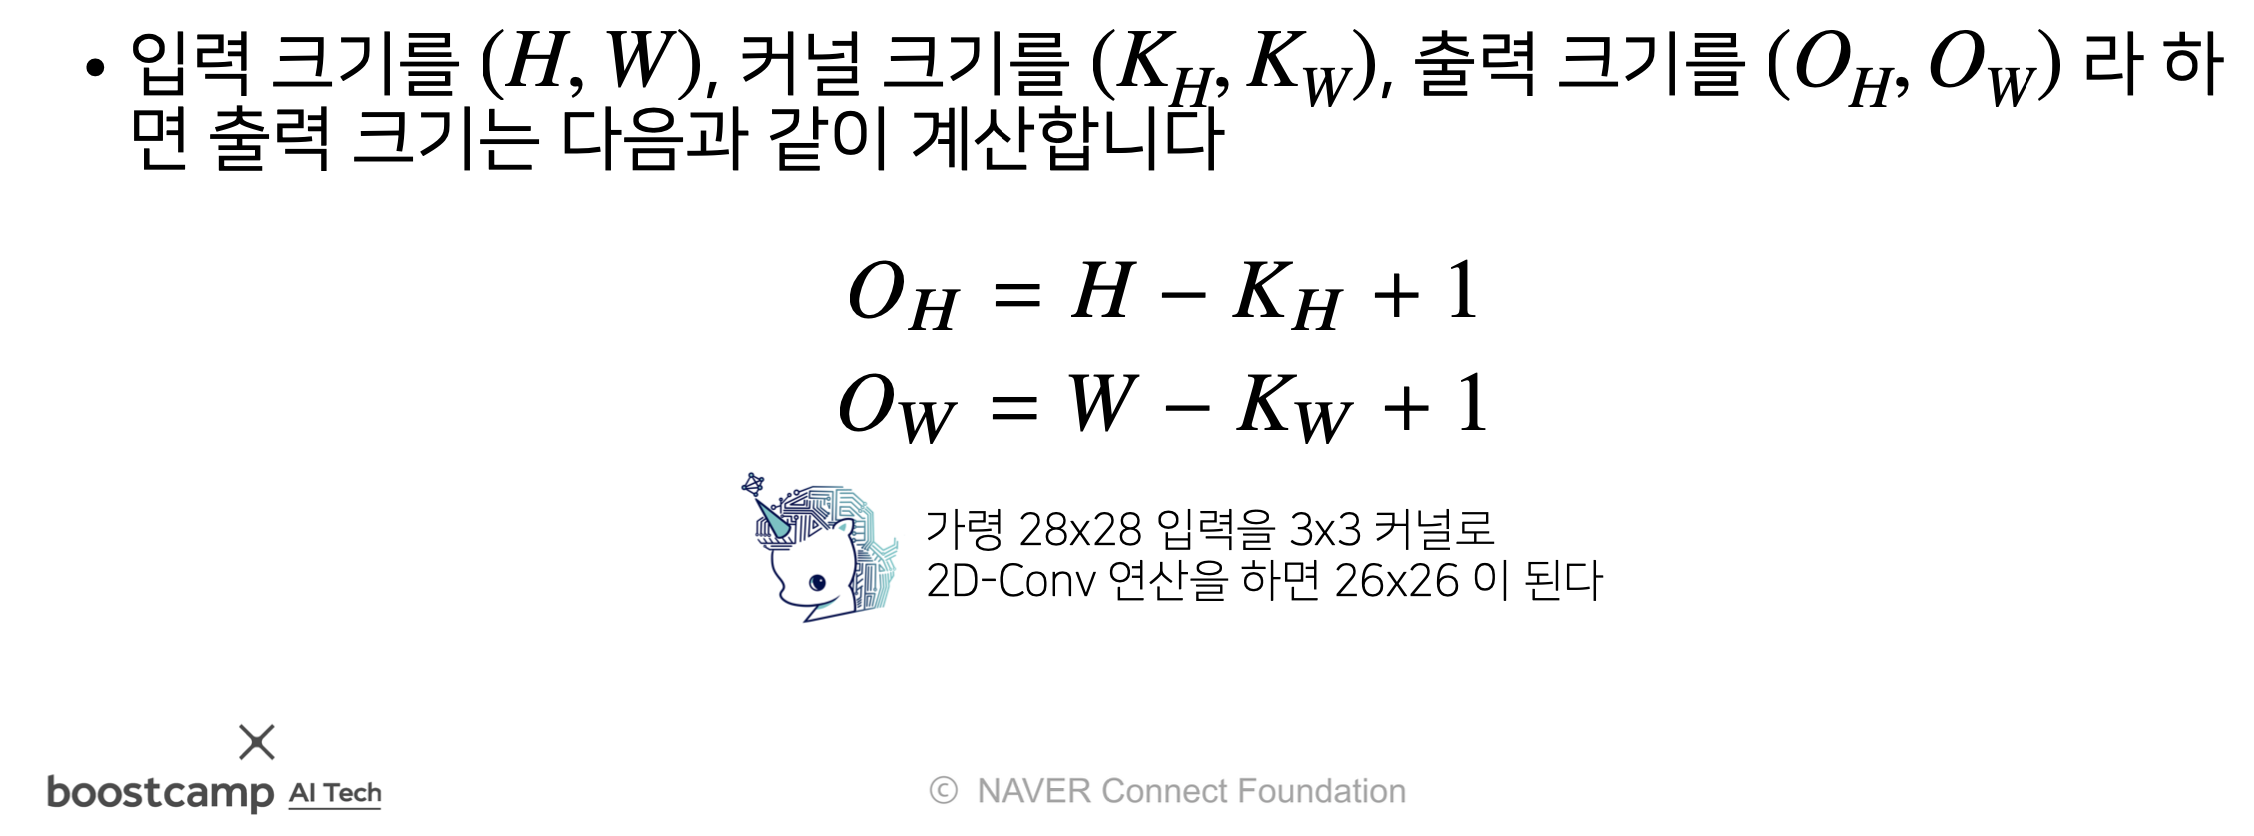 • 입력 크기를 (H, W), 커널 크기를 (K_H, K_W), 출력 크기를 (O_H, O_W) 라 하
면 출력 크기는 다음과 같이 계산합니다
O_H = H − K_H + 1
O_W = W − K_W + 1
가령 28x28 입력을 3x3 커널로
2D-Conv 연산을 하면 26x26 이 된다
boostcamp AI Tech
© NAVER Connect Foundation